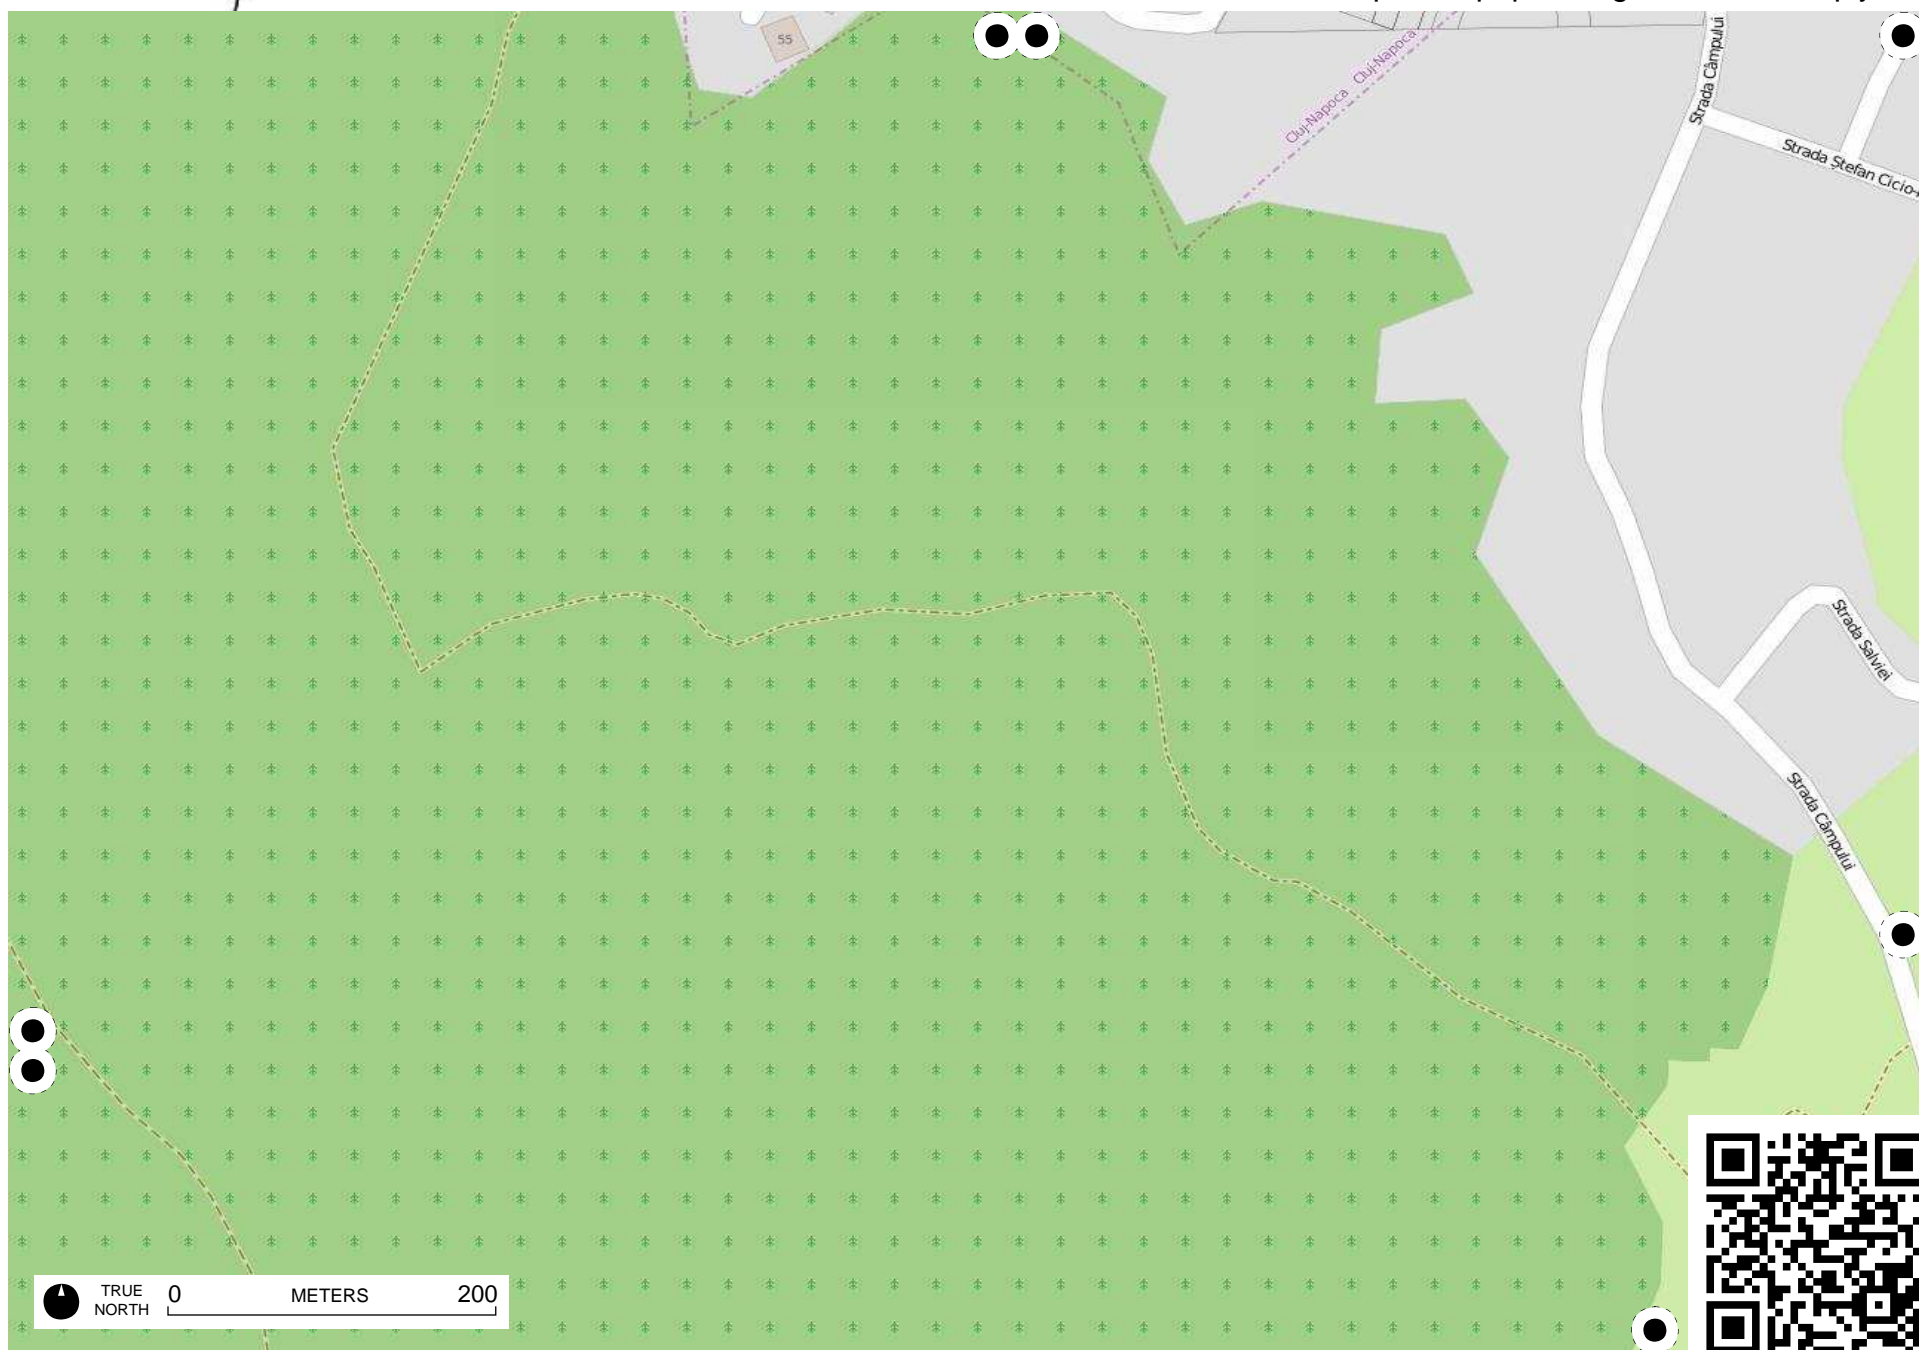 55
Cluj-Napoca
Cluj-Napoca
Strada Câmpului
Strada Ștefan Cicio-
Strada Salviei
Strada Câmpului
TRUE
NORTH
0 METERS 200